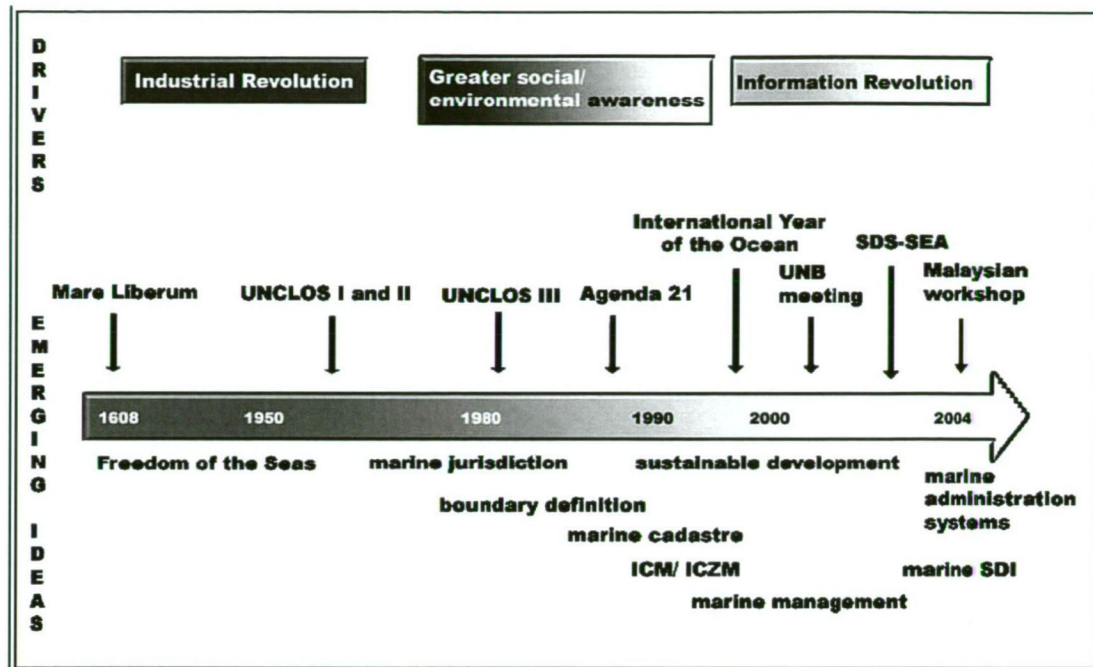 DRIVERS
Industrial Revolution
Greater social/
environmental awareness
Information Revolution
EMERGING IDEAS
International Year
of the Ocean
SDS-SEA
UNB
meeting
Malaysian
workshop
Mare Liberum
UNCLOS I and II
UNCLOS III
Agenda 21
1608
1950
1980
1990
2000
2004
Freedom of the Seas
marine jurisdiction
sustainable development
marine
administration
systems
boundary definition
marine cadastre
ICM/ ICZM
marine SDI
marine management